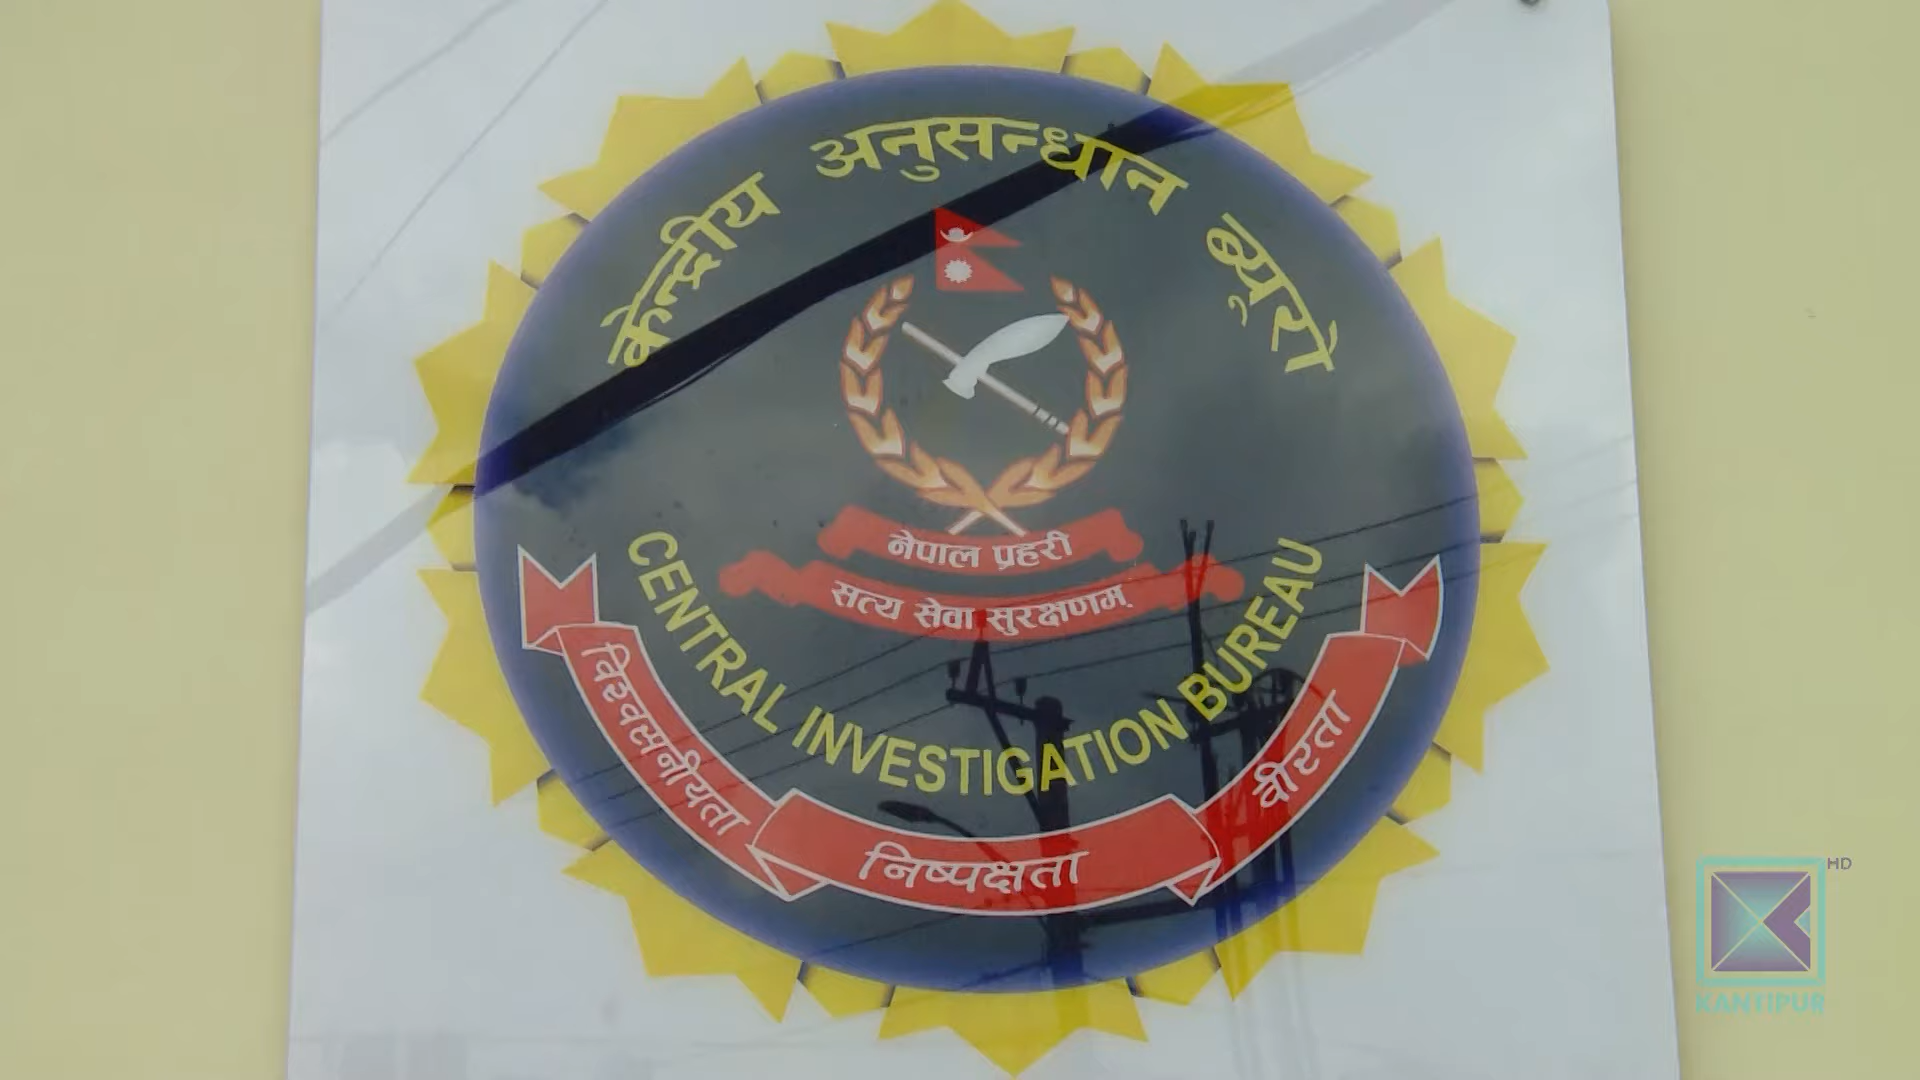 केन्द्रीय अनुसन्धान ब्यूरो
नेपाल प्रहरी
सत्य सेवा सुरक्षणम्
CENTRAL INVESTIGATION BUREAU
विश्वसनीयता
निष्पक्षता
वीरता
HD
KANTIPUR